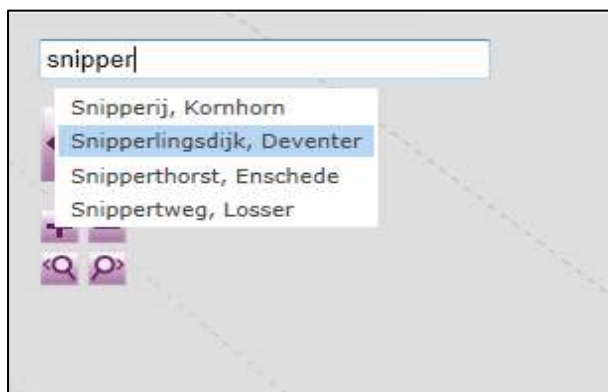 snipper
Snipperij, Kornhorn
Snipperlingsdijk, Deventer
Snipperthorst, Enschede
Snippertweg, Losser